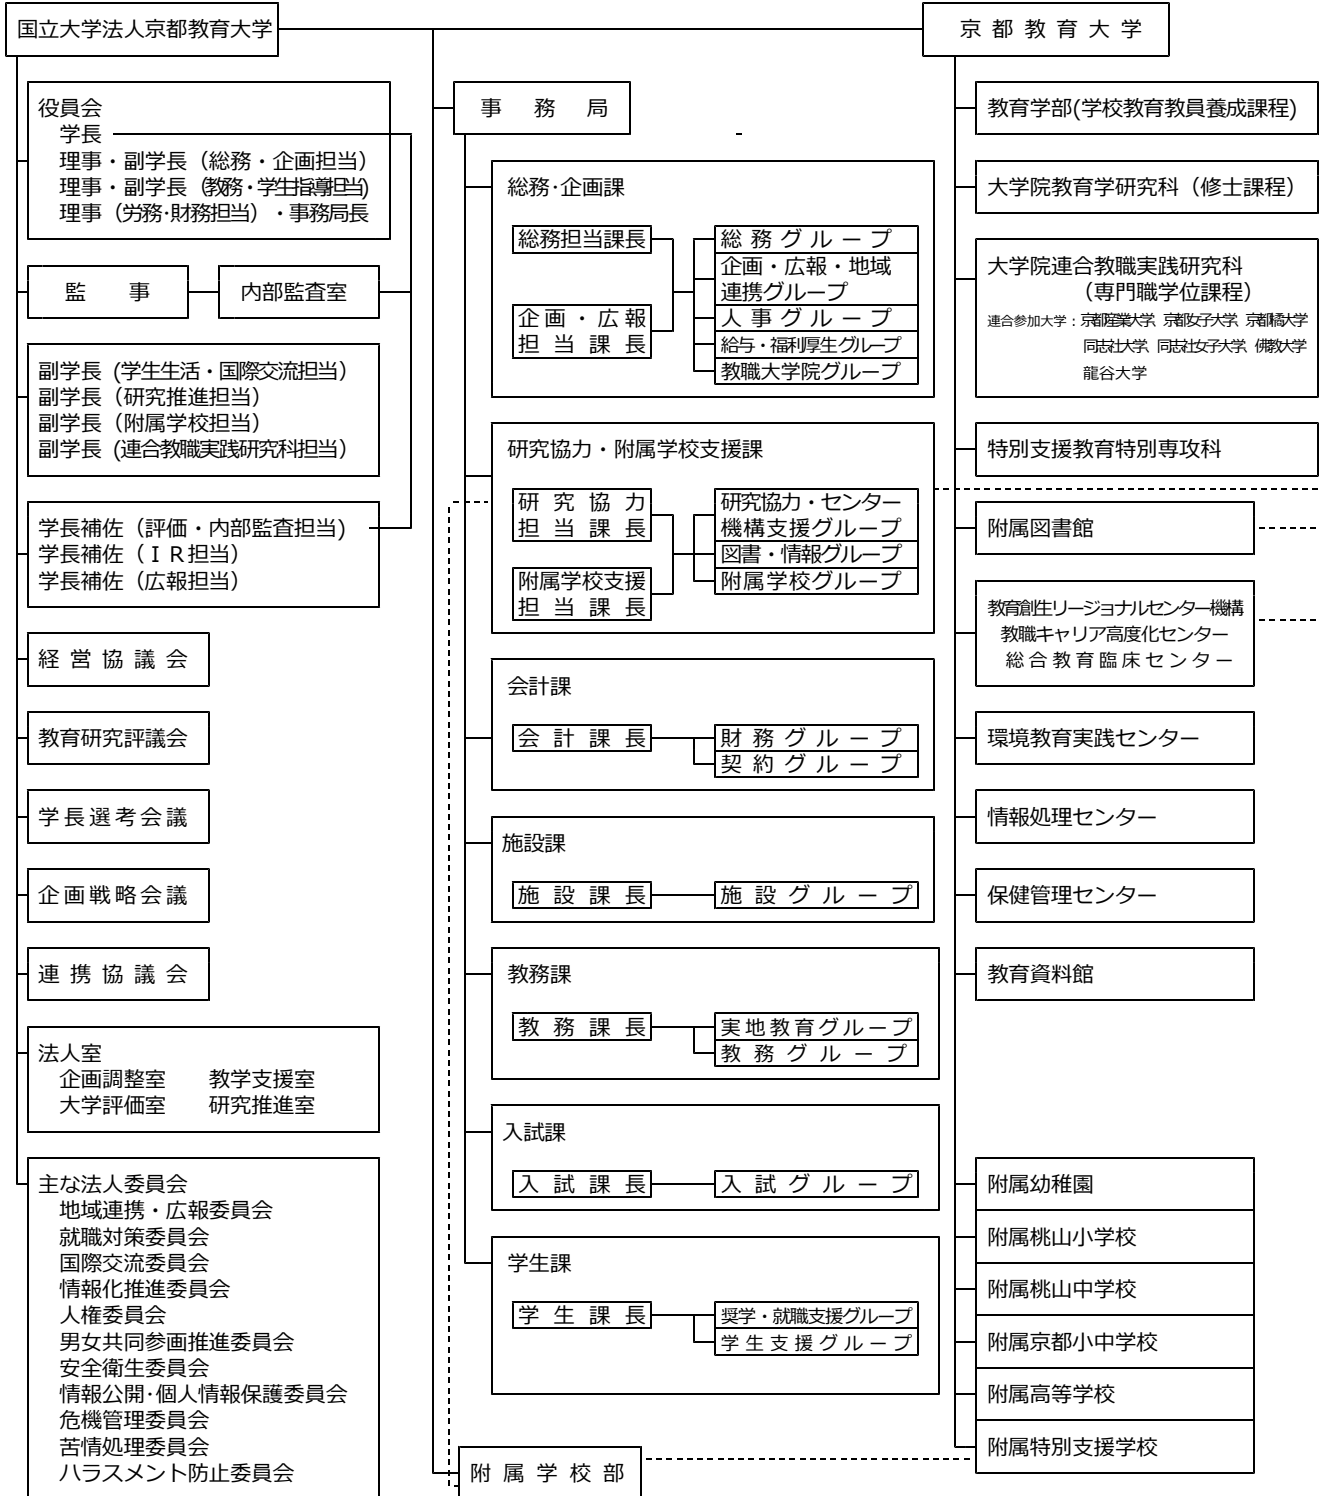 国立大学法人京都教育大学
京都教育大学
役員会
学長
理事・副学長（総務・企画担当）
理事・副学長（教務・学生指導担当)
理事（労務・財務担当）・事務局長
監事
内部監査室
副学長（学生生活・国際交流担当）
副学長（研究推進担当）
副学長（附属学校担当）
副学長（連合教職実践研究科担当）
学長補佐（評価・内部監査担当）
学長補佐（ＩＲ担当）
学長補佐（広報担当）
経営協議会
教育研究評議会
学長選考会議
企画戦略会議
連携協議会
法人室
企画調整室　教学支援室
大学評価室　研究推進室
主な法人委員会
地域連携・広報委員会
就職対策委員会
国際交流委員会
情報化推進委員会
人権委員会
男女共同参画推進委員会
安全衛生委員会
情報公開・個人情報保護委員会
危機管理委員会
苦情処理委員会
ハラスメント防止委員会
事務局
総務・企画課
総務担当課長
企画・広報
担当課長
総務グループ
企画・広報・地域
連携グループ
人事グループ
給与・福利厚生グループ
教職大学院グループ
研究協力・附属学校支援課
研究協力
担当課長
附属学校支援
担当課長
研究協力・センター
機構支援グループ
図書・情報グループ
附属学校グループ
会計課
会計課長
財務グループ
契約グループ
施設課
施設課長
施設グループ
教務課
教務課長
実地教育グループ
教務グループ
入試課
入試課長
入試グループ
学生課
学生課長
奨学・就職支援グループ
学生支援グループ
附属学校部
教育学部(学校教育教員養成課程)
大学院教育学研究科（修士課程）
大学院連合教職実践研究科
（専門職学位課程）
連合参加大学：京都産業大学、京都女子大学、京都橘大学
同志社大学、同志社女子大学、佛教大学
龍谷大学
特別支援教育特別専攻科
附属図書館
教育創生リージョナルセンター機構
教職キャリア高度化センター
総合教育臨床センター
環境教育実践センター
情報処理センター
保健管理センター
教育資料館
附属幼稚園
附属桃山小学校
附属桃山中学校
附属京都小中学校
附属高等学校
附属特別支援学校